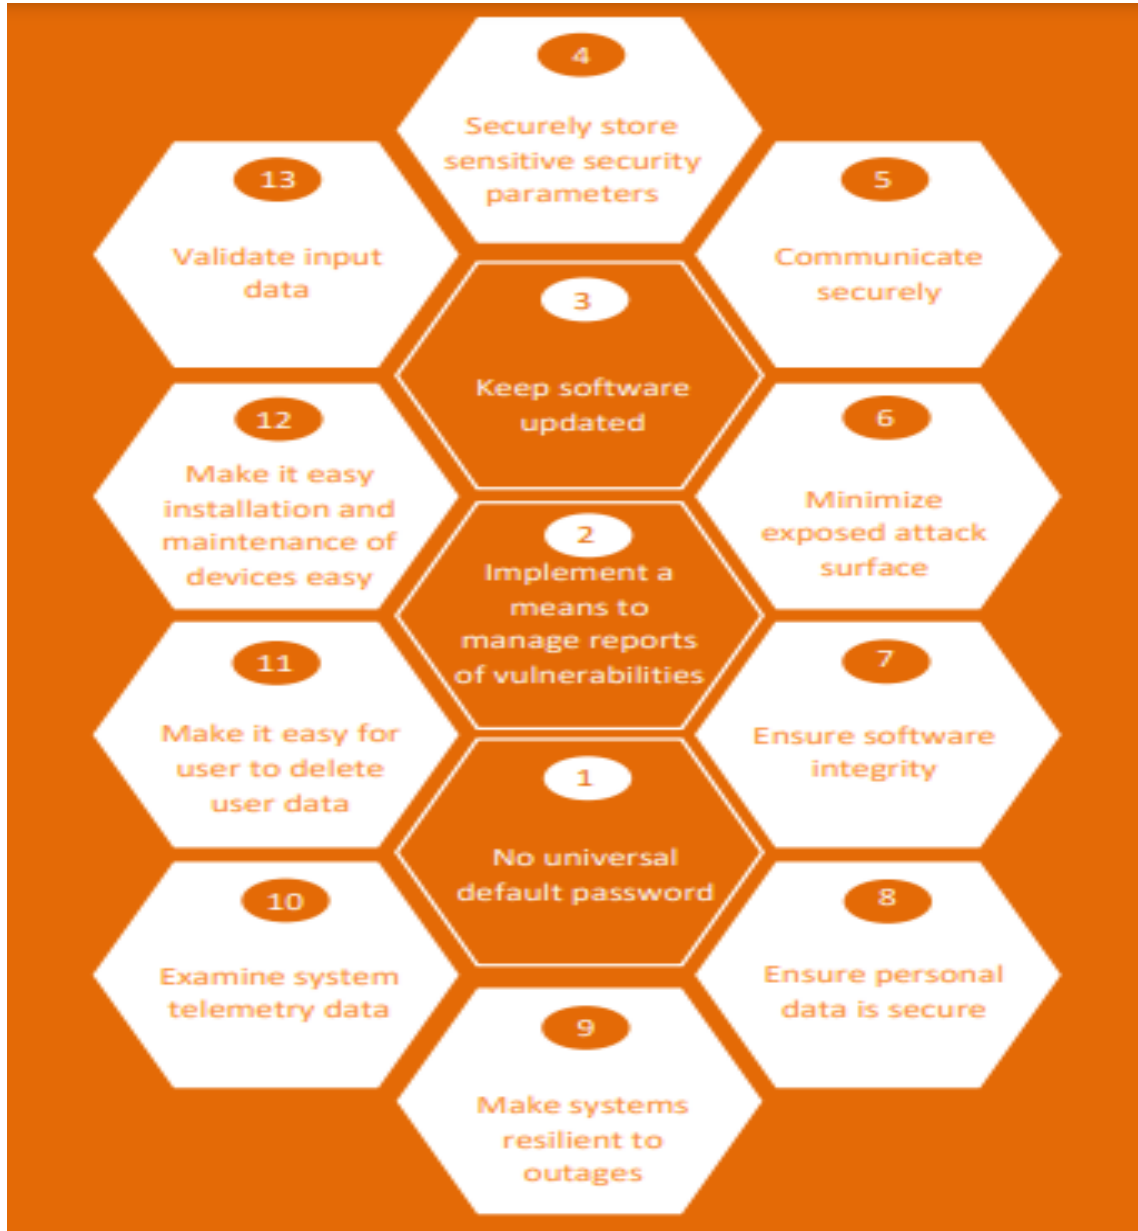 4
Securely store
sensitive security
parameters
13
Validate input
data
5
Communicate
securely
3
Keep software
updated
12
Make it easy
installation and
maintenance of
devices easy
6
Minimize
exposed attack
surface
2
Implement a
means to
manage reports
of vulnerabilities
11
Make it easy for
user to delete
user data
7
Ensure software
integrity
1
No universal
default password
10
Examine system
telemetry data
8
Ensure personal
data is secure
9
Make systems
resilient to
outages